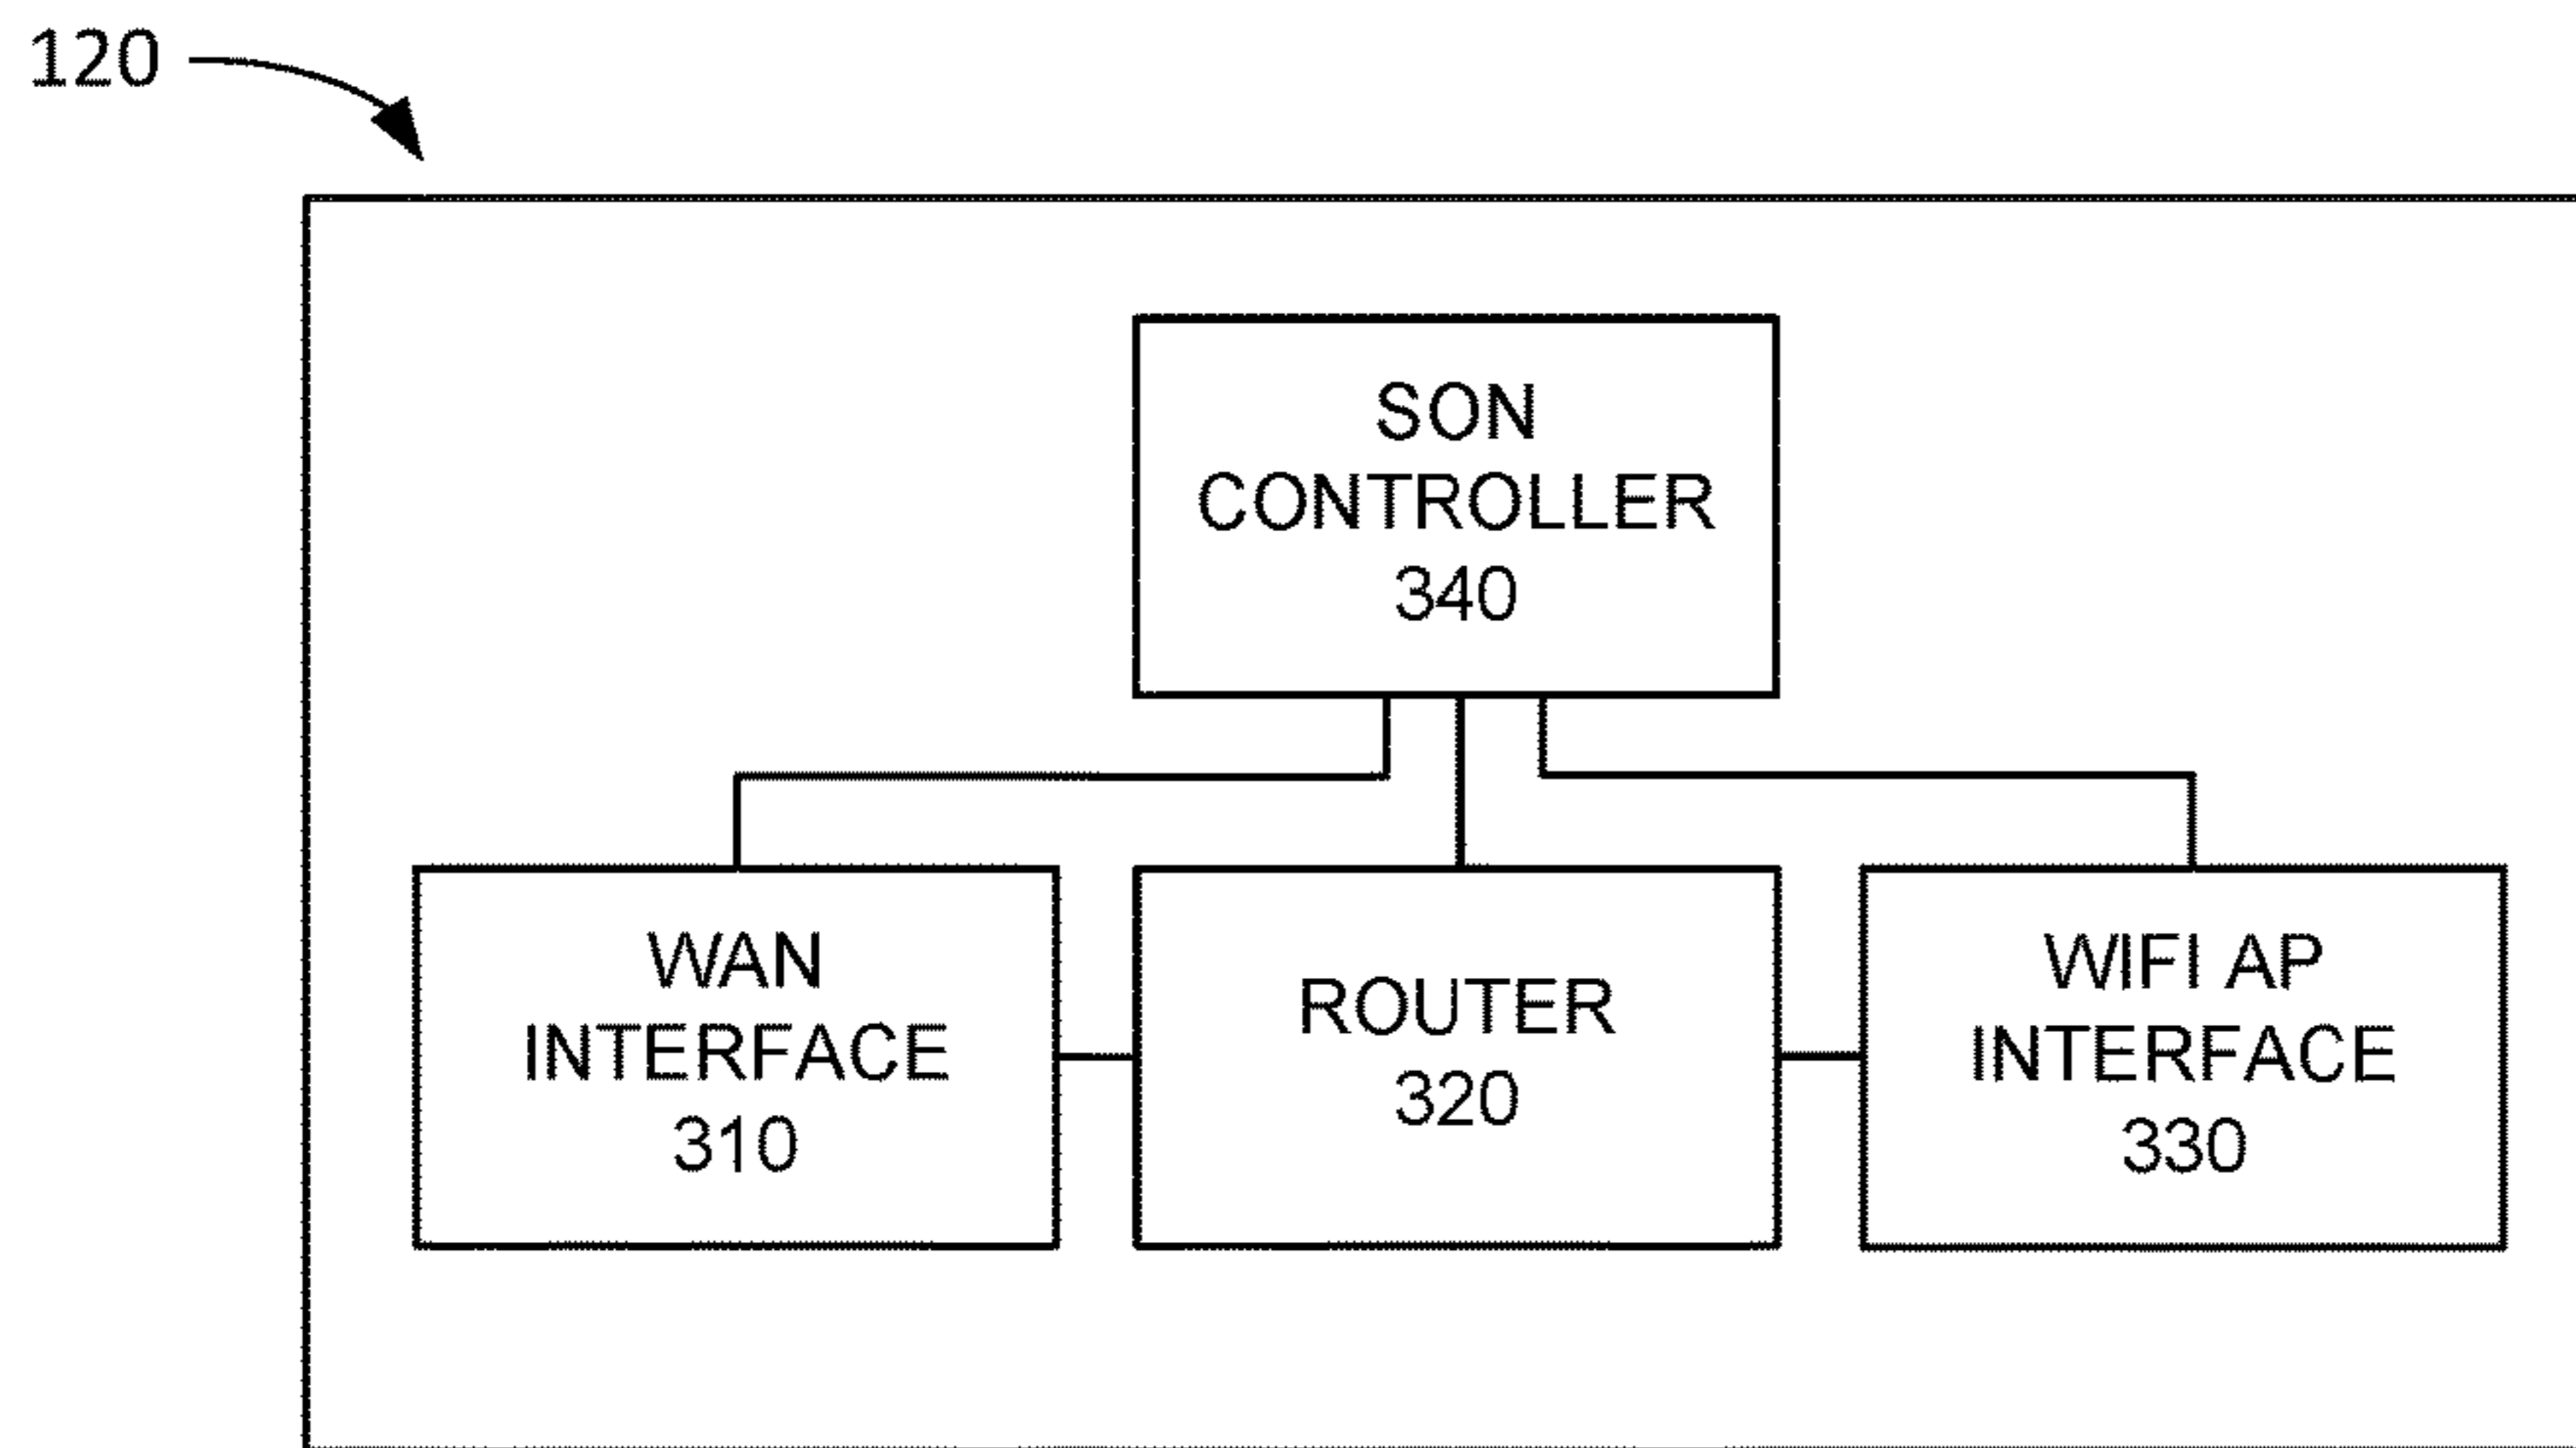 120
SON
CONTROLLER
340
WAN
INTERFACE
310
ROUTER
320
WIFI AP
INTERFACE
330